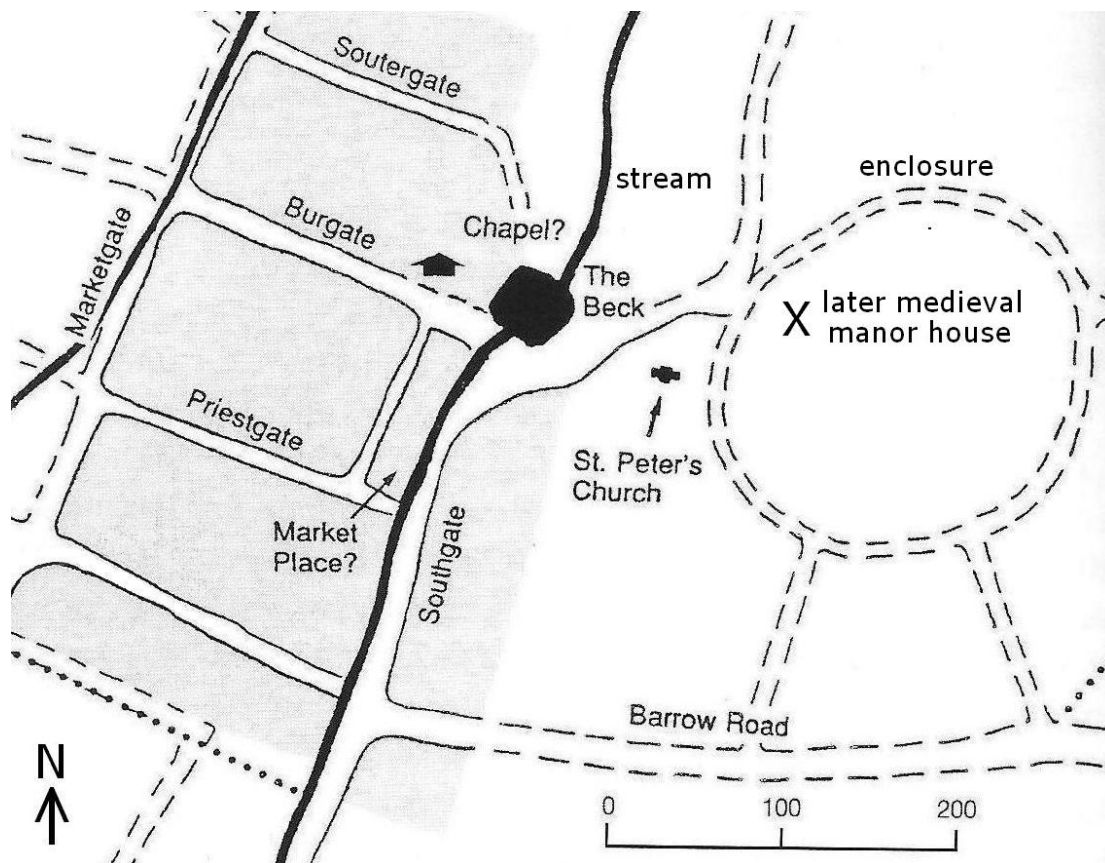 Soutergate
stream
enclosure
Burgate
Chapel?
Marketgate
The
Beck
X
later medieval
manor house
Priestgate
St. Peter's
Church
Market
Place?
Southgate
Barrow Road
N
0
100
200